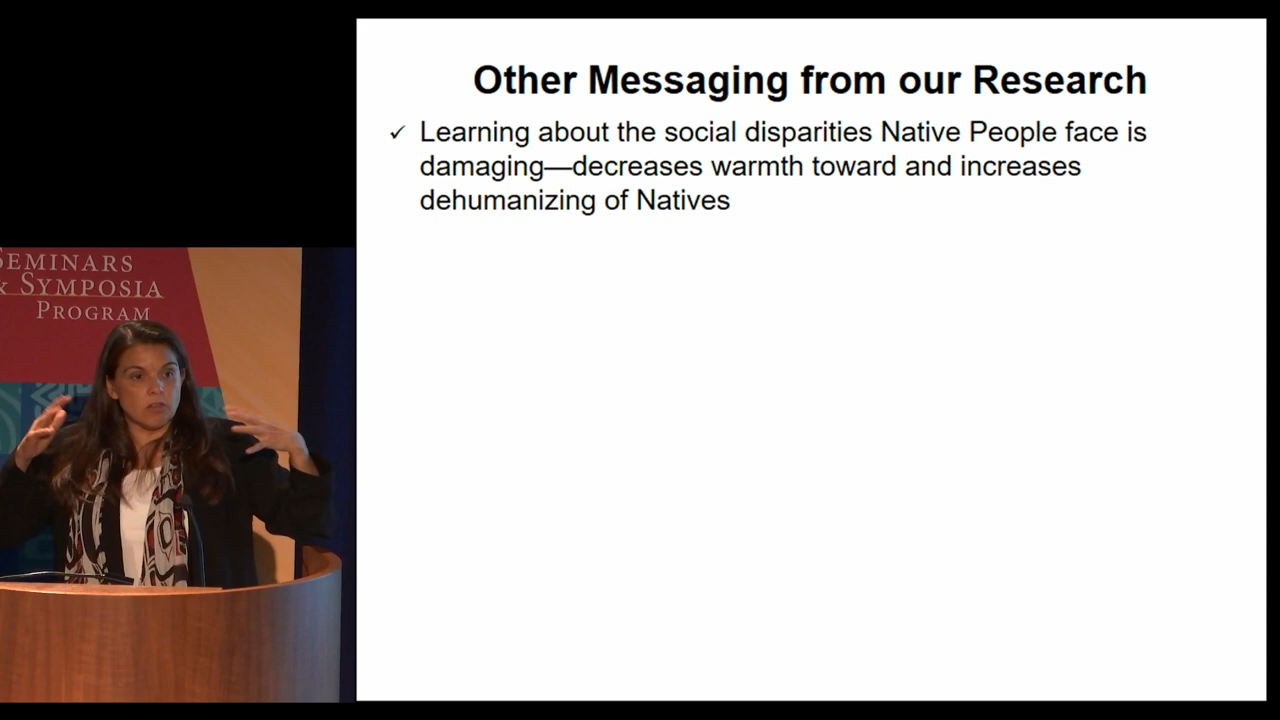 SEMINARS
& SYMPOSIA
PROGRAM
Other Messaging from our Research
✓ Learning about the social disparities Native People face is
damaging—decreases warmth toward and increases
dehumanizing of Natives